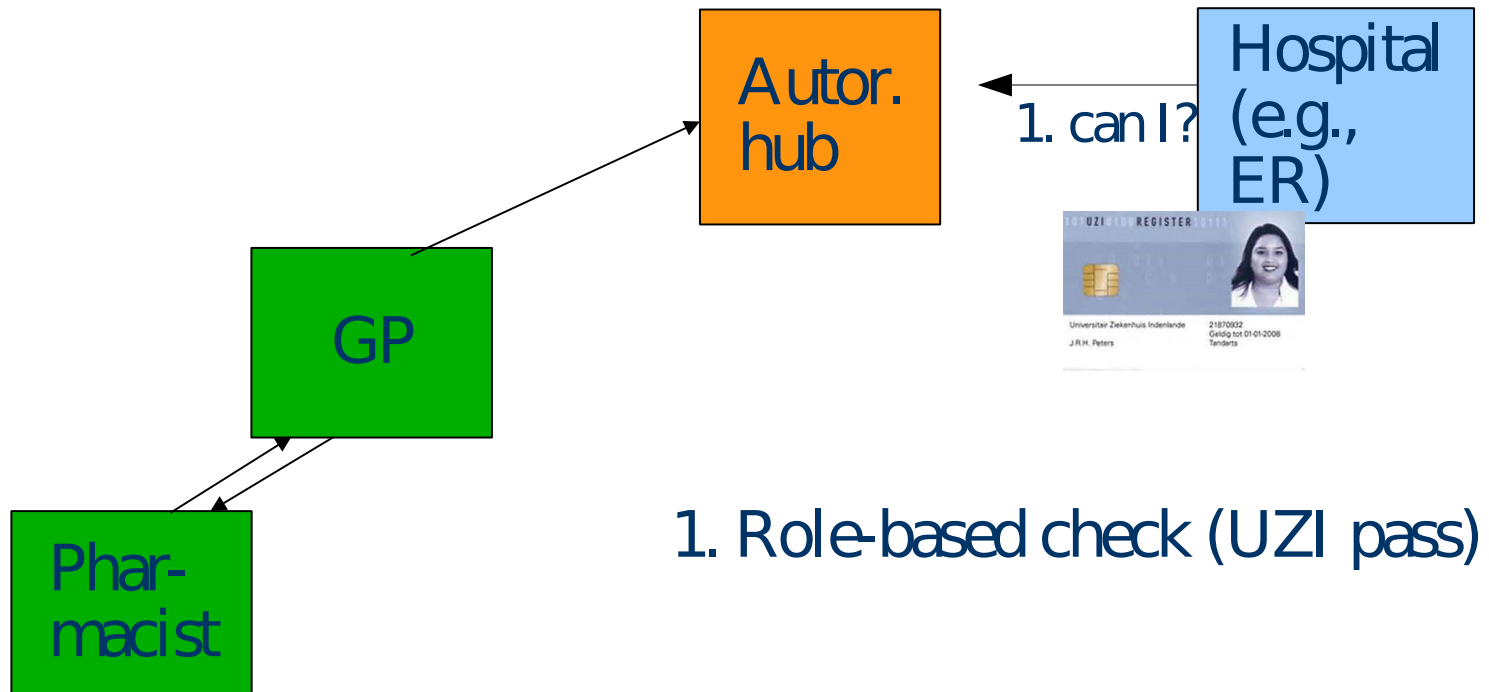 Autor.
hub
Hospital
(e.g.,
ER)
1. can I?
UZI REGISTER
Universitair Ziekenhuis Indenlande
21870932
Geldig tot 01-01-2008
J.R.H. Peters
Tandarts
GP
1. Role-based check (UZI pass)
Phar-
macist